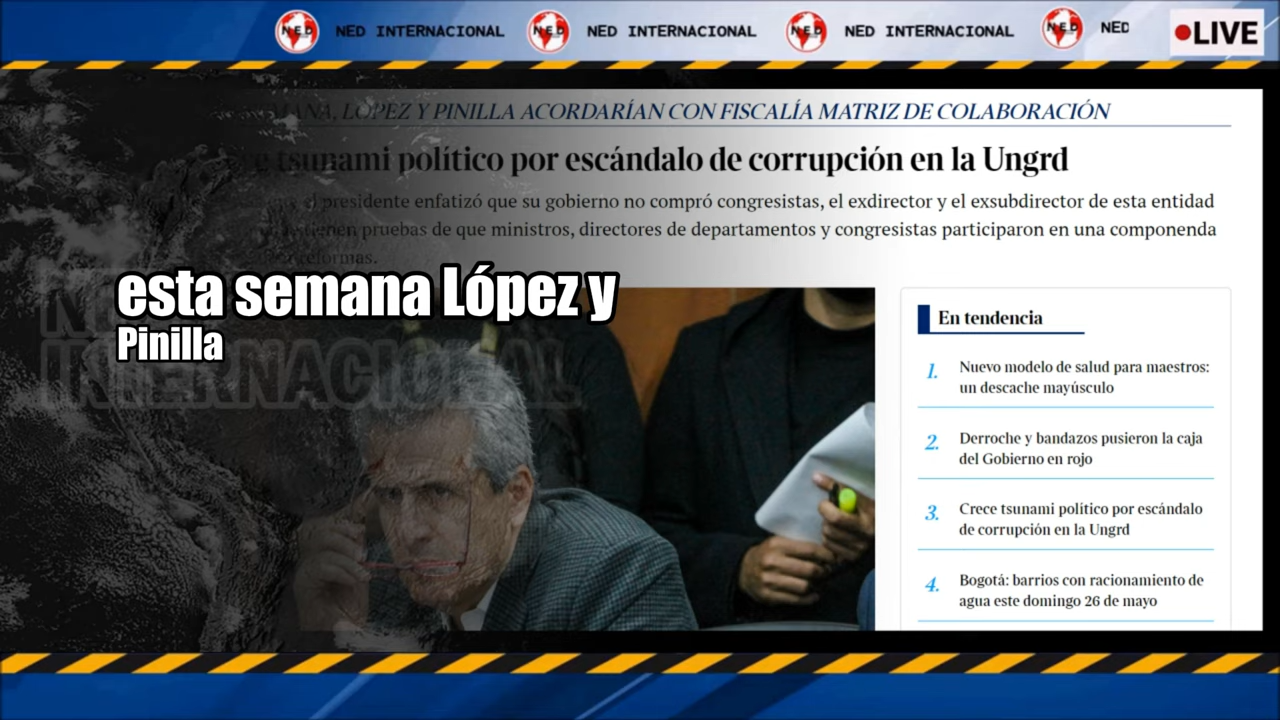 NED INTERNACIONAL NED INTERNACIONAL NED INTERNACIONAL NED
LIVE
LÓPEZ Y PINILLA ACORDARÍAN CON FISCALÍA MATRIZ DE COLABORACIÓN
tsunami político por escándalo de corrupción en la Ungrd
presidente enfatizó que su gobierno no compró congresistas, el exdirector y el exsubdirector de esta entidad
tienen pruebas de que ministros, directores de departamentos y congresistas participaron en una componenda
reformas.
esta semana López y
Pinilla
INTERNACIONAL
En tendencia
1. Nuevo modelo de salud para maestros:
un descache mayúsculo
2. Derroche y bandazos pusieron la caja
del Gobierno en rojo
3. Crece tsunami político por escándalo
de corrupción en la Ungrd
4. Bogotá: barrios con racionamiento de
agua este domingo 26 de mayo